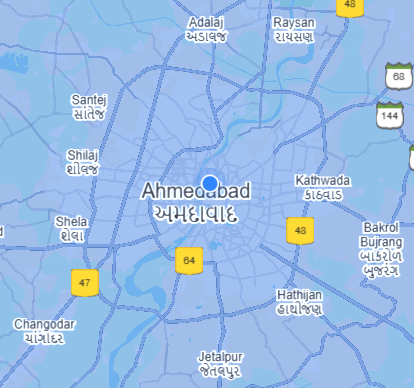 48
Adalaj
અડાલજ
Raysan
રાયસણ
68
144
Santej
સાંતેજ
Shilaj
શીલજ
Ahmedabad
અમદાવાદ
Kathwada
કઠવાડ
Shela
શેલા
48
Bakrol
Bujrang
બાકરોળ
બુજરંગ
64
47
Hathijan
હાથીજણ
Changodar
ચાંગોદર
Jetalpur
જેતલપુર